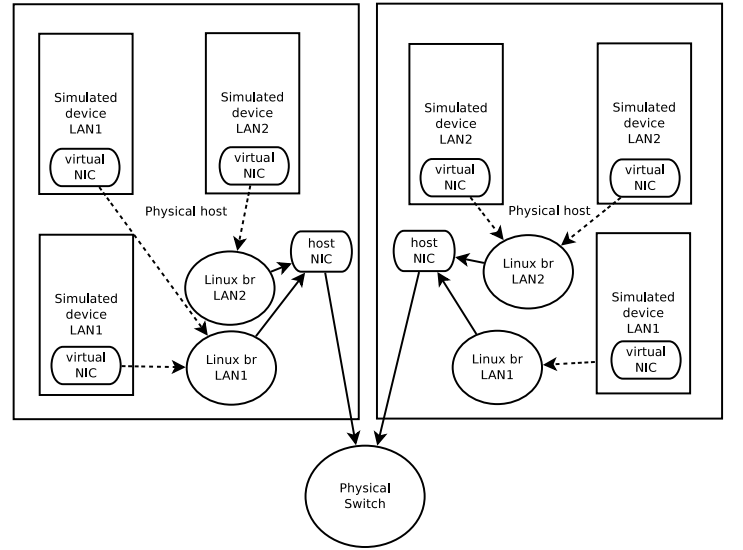 Simulated
device
LAN1
virtual
NIC
Simulated
device
LAN2
virtual
NIC
Physical host
Simulated
device
LAN1
virtual
NIC
Linux br
LAN2
Linux br
LAN1
host
NIC
Simulated
device
LAN2
virtual
NIC
Simulated
device
LAN2
virtual
NIC
Physical host
host
NIC
Linux br
LAN2
Linux br
LAN1
Simulated
device
LAN1
virtual
NIC
Physical
Switch